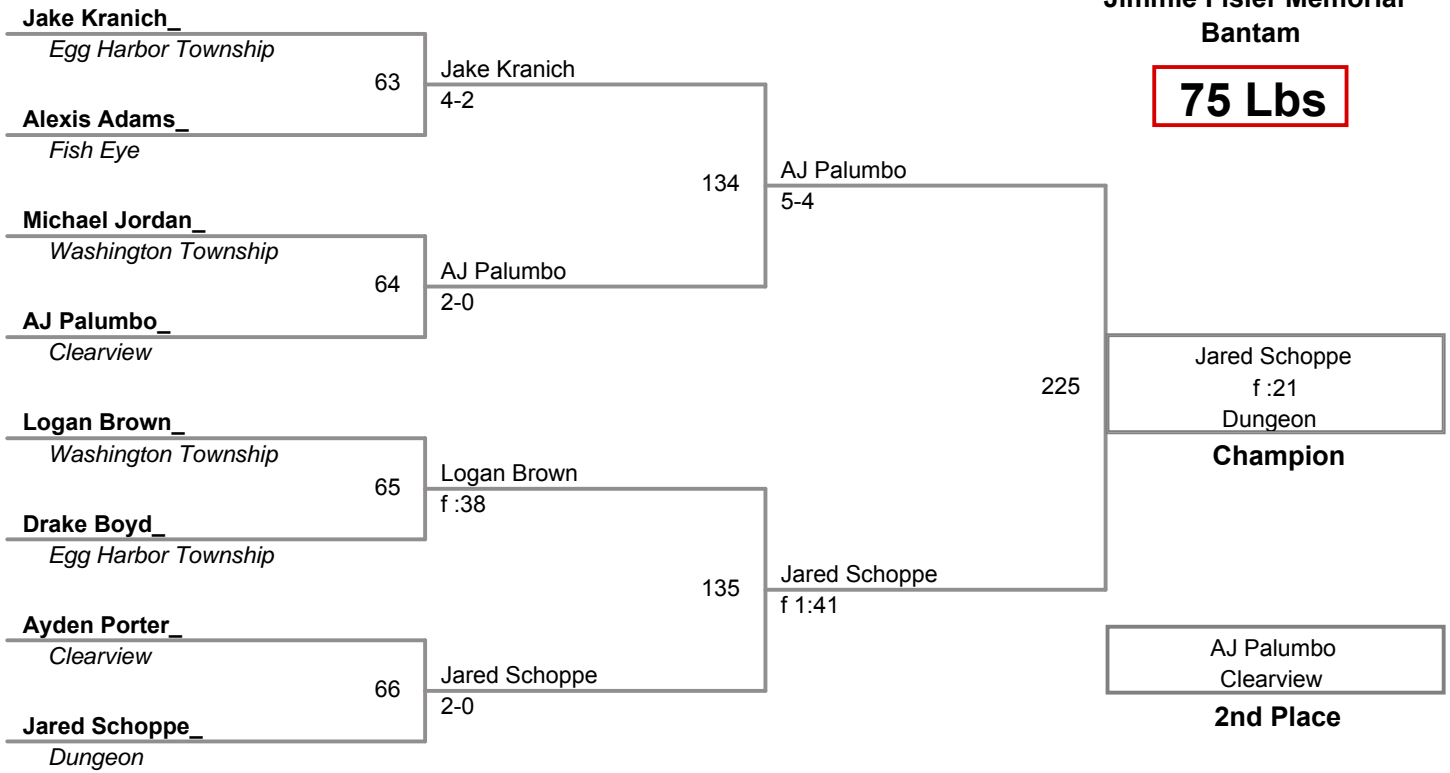 Jimmie Fisler Memorial
Bantam
75 Lbs
Jake Kranich_
Egg Harbor Township
63
Jake Kranich
4-2
Alexis Adams_
Fish Eye
134
AJ Palumbo
5-4
Michael Jordan_
Washington Township
64
AJ Palumbo
2-0
AJ Palumbo_
Clearview
225
Jared Schoppe
f :21
Dungeon
Champion
Logan Brown_
Washington Township
65
Logan Brown
f :38
Drake Boyd_
Egg Harbor Township
135
Jared Schoppe
f 1:41
Ayden Porter_
Clearview
66
Jared Schoppe
2-0
Jared Schoppe_
Dungeon
AJ Palumbo
Clearview
2nd Place